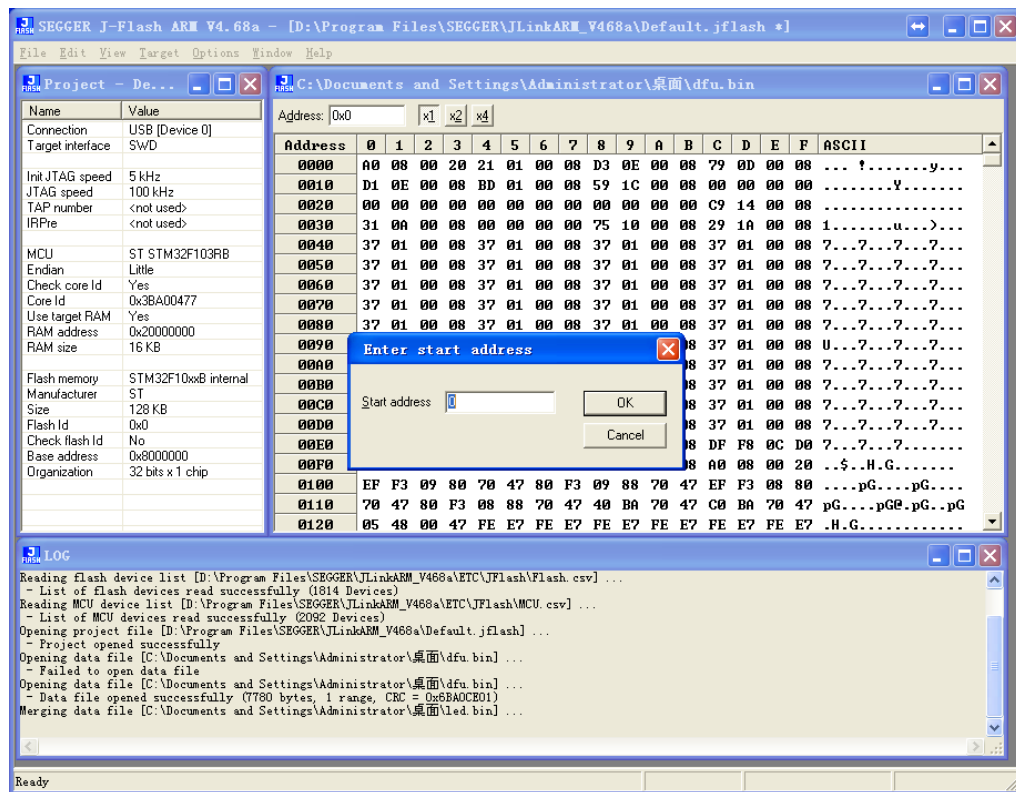 SEGGER J-Flash ARM V4.68a - [D:\Program Files\SEGGER\JLinkARM_V468a\Default.jflash *]
File Edit View Target Options Window Help
Project - De...
Name Value
Connection USB [Device 0]
Target interface SWD
Init JTAG speed 5 kHz
JTAG speed 100 kHz
TAP number <not used>
IRPre <not used>
MCU ST STM32F103RB
Endian Little
Check core Id Yes
Core Id 0x3BA00477
Use target RAM Yes
RAM address 0x20000000
RAM size 16 KB
Flash memory STM32F10xxB internal
Manufacturer ST
Size 128 KB
Flash Id 0x0
Check flash Id No
Base address 0x8000000
Organization 32 bits x 1 chip
C:\Documents and Settings\Administrator\桌面\dfu.bin
Address: 0x0 x1 x2 x4
Address 0 1 2 3 4 5 6 7 8 9 A B C D E F ASCII
0000 A0 08 00 20 21 01 00 08 D3 0E 00 08 79 0D 00 08 ... !.......y...
0010 D1 0E 00 08 BD 01 00 08 59 1C 00 08 00 00 00 00 ........Y.......
0020 00 00 00 00 00 00 00 00 00 00 00 00 C9 14 00 08 ................
0030 31 0A 00 08 00 00 00 00 75 10 00 08 29 1A 00 08 1.......u...)...
0040 37 01 00 08 37 01 00 08 37 01 00 08 37 01 00 08 7...7...7...7...
0050 37 01 00 08 37 01 00 08 37 01 00 08 37 01 00 08 7...7...7...7...
0060 37 01 00 08 37 01 00 08 37 01 00 08 37 01 00 08 7...7...7...7...
0070 37 01 00 08 37 01 00 08 37 01 00 08 37 01 00 08 7...7...7...7...
0080 37 01 00 08 37 01 00 08 37 01 00 08 37 01 00 08 7...7...7...7...
0090 37 01 00 08 U...7...7...7...
00A0 37 01 00 08 7...7...7...7...
00B0 37 01 00 08 7...7...7...7...
00C0 37 01 00 08 7...7...7...7...
00D0 37 01 00 08 7...7...7...7...
00E0 DF F8 0C D0 7...7...7.......
00F0 A0 08 00 20 ..$..H.G.......
0100 EF F3 09 80 70 47 80 F3 09 88 70 47 EF F3 08 80 ....pG....pG....
0110 70 47 80 F3 08 88 70 47 40 BA 70 47 C0 BA 70 47 pG....pG@.pG..pG
0120 05 48 00 47 FE E7 FE E7 FE E7 FE E7 FE E7 FE E7 .H.G............
Enter start address
Start address 0
OK
Cancel
LOG
Reading flash device list [D:\Program Files\SEGGER\JLinkARM_V468a\ETC\JFlash\Flash.csv] ...
- List of flash devices read successfully (1814 Devices)
Reading MCU device list [D:\Program Files\SEGGER\JLinkARM_V468a\ETC\JFlash\MCU.csv] ...
- List of MCU devices read successfully (2092 Devices)
Opening project file [D:\Program Files\SEGGER\JLinkARM_V468a\Default.jflash] ...
- Project opened successfully
Opening data file [C:\Documents and Settings\Administrator\桌面\dfu.bin] ...
- Failed to open data file
Opening data file [C:\Documents and Settings\Administrator\桌面\dfu.bin] ...
- Data file opened successfully (7780 bytes, 1 range, CRC = 0x6BA0CE01)
Merging data file [C:\Documents and Settings\Administrator\桌面\led.bin] ...
Ready